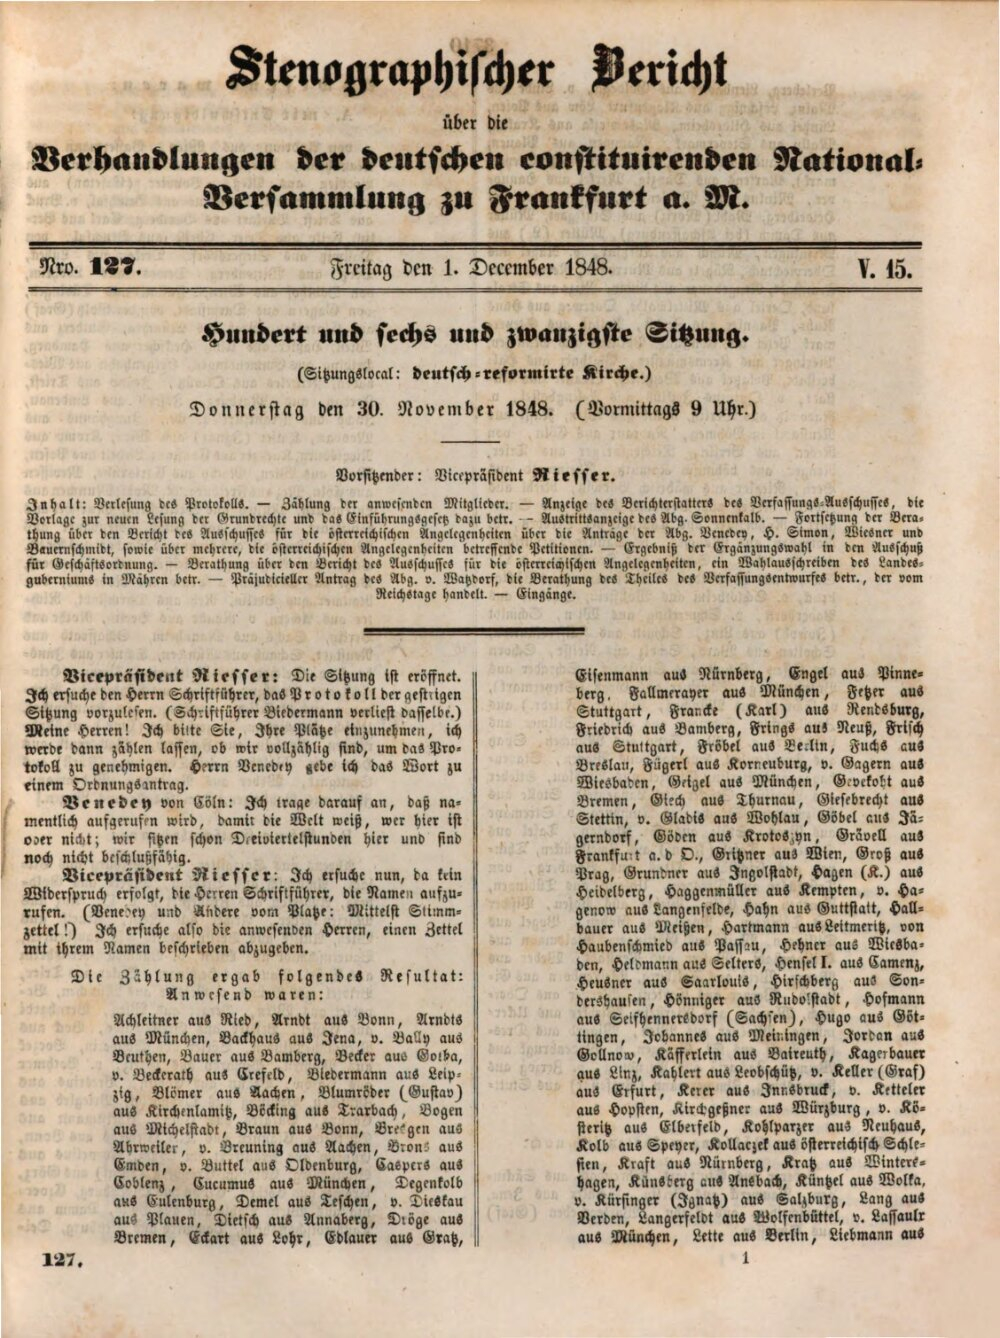 Stenographischer Bericht
über die
Verhandlungen der deutschen constituirenden National-
Versammlung zu Frankfurt a. M.
Nro. 127.
Freitag den 1. December 1848.
V. 15.
Hundert und sechs und zwanzigste Sitzung.
(Sitzungslocal: deutsch-reformirte Kirche.)
Donnerstag den 30. November 1848. (Vormittags 9 Uhr.)
Vorsitzender: Vicepräsident Riesser.
Inhalt: Verlesung des Protokolls. — Zählung der anwesenden Mitglieder. — Anzeige des Berichterstatters des Verfassungs-Ausschusses, die
Vorlage zur neuen Lesung der Grundrechte und das Einführungsgesetz dazu betr. — Austrittsanzeige des Abg. Sonnenkalb. — Fortsetzung der Bera-
thung über den Bericht des Ausschusses für die österreichischen Angelegenheiten über die Anträge der Abg. Venedey, H. Simon, Wiesner und
Bauernschmidt, sowie über mehrere, die österreichischen Angelegenheiten betreffende Petitionen. — Ergebniß der Ergänzungswahl in den Ausschuß
für Geschäftsordnung. — Berathung über den Bericht des Ausschusses für die österreichischen Angelegenheiten, ein Wahlausschreiben des Landes-
guberniums in Mähren betr. — Präjudicieller Antrag des Abg. v. Watzdorf, die Berathung des Theiles des Verfassungsentwurfes betr., der vom
Reichstage handelt. — Eingänge.
Vicepräsident Riesser: Die Sitzung ist eröffnet.
Ich ersuche den Herrn Schriftführer, das Protokoll der gestrigen
Sitzung vorzulesen. (Schriftführer Biedermann verliest dasselbe.)
Meine Herren! Ich bitte Sie, Ihre Plätze einzunehmen, ich
werde dann zählen lassen, ob wir vollzählig sind, um das Pro-
tokoll zu genehmigen. Herrn Venedey gebe ich das Wort zu
einem Ordnungsantrag.
Venedey von Cöln: Ich trage darauf an, daß na-
mentlich aufgerufen wird, damit die Welt weiß, wer hier ist
oder nicht; wir sitzen schon Dreiviertelstunden hier und sind
noch nicht beschlußfähig.
Vicepräsident Riesser: Ich ersuche nun, da kein
Widerspruch erfolgt, die Herren Schriftführer, die Namen aufzu-
rufen. (Venedey und Andere vom Platze: Mittelst Stimm-
zettel!) Ich ersuche also die anwesenden Herren, einen Zettel
mit ihrem Namen beschrieben abzugeben.
Die Zählung ergab folgendes Resultat:
Anwesend waren:
Achleitner aus Ried, Arndt aus Bonn, Arndts
aus München, Backhaus aus Jena, v. Bally aus
Beuthen, Bauer aus Bamberg, Becker aus Gotha,
v. Beckerath aus Crefeld, Biedermann aus Leip-
zig, Blömer aus Aachen, Blumröder (Gustav)
aus Kirchenlamitz, Böcking aus Trarbach, Bogen
aus Michelstadt, Braun aus Bonn, Bresgen aus
Ahrweiler, v. Breuning aus Aachen, Brons aus
Emden, v. Buttel aus Oldenburg, Caspers aus
Coblenz, Cucumus aus München, Degenkolb
aus Eulenburg, Demel aus Teschen, v. Dieskau
aus Plauen, Dietsch aus Annaberg, Dröge aus
Bremen, Eckart aus Lohr, Edlauer aus Gratz,
127.
Eisenmann aus Nürnberg, Engel aus Pinne-
berg, Fallmerayer aus München, Fetzer aus
Stuttgart, Francke (Karl) aus Rendsburg,
Friedrich aus Bamberg, Frings aus Neuß, Frisch
aus Stuttgart, Fröbel aus Berlin, Fuchs aus
Breslau, Fügerl aus Korneuburg, v. Gagern aus
Wiesbaden, Geigel aus München, Gevekoht aus
Bremen, Giech aus Thurnau, Giesebrecht aus
Stettin, v. Gladis aus Wohlau, Göbel aus Jä-
gerndorf, Göden aus Krotoszyn, Grävell aus
Frankfurt a. d O., Gritzner aus Wien, Groß aus
Prag, Grundner aus Ingolstadt, Hagen (K.) aus
Heidelberg, Haggenmüller aus Kempten, v. Ha-
genow aus Langenfelde, Hahn aus Guttstatt, Hall-
bauer aus Meißen, Hartmann aus Leitmeritz, von
Haubenschmied aus Passau, Hehner aus Wiesba-
den, Heldmann aus Selters, Hensel I. aus Camenz,
Heusner aus Saarlouis, Hirschberg aus Son-
dershausen, Hönniger aus Rudolstadt, Hofmann
aus Seifhennersdorf (Sachsen), Hugo aus Göt-
tingen, Johannes aus Meiningen, Jordan aus
Gollnow, Käfferlein aus Baireuth, Kagerbauer
aus Linz, Kahlert aus Leobschütz, v. Keller (Graf)
aus Erfurt, Kerer aus Innsbruck, v. Ketteler
aus Hopsten, Kirchgeßner aus Würzburg, v. Kö-
steritz aus Elberfeld, Kohlparzer aus Neuhaus,
Kolb aus Speyer, Kollaczek aus österreichisch Schle-
sien, Kraft aus Nürnberg, Kratz aus Winters-
hagen, Künsberg aus Ansbach, Küntzel aus Wolka,
v. Kürsinger (Ignatz) aus Salzburg, Lang aus
Verden, Langerfeldt aus Wolfenbüttel, v. Lassaulx
aus München, Lette aus Berlin, Liebmann aus
1